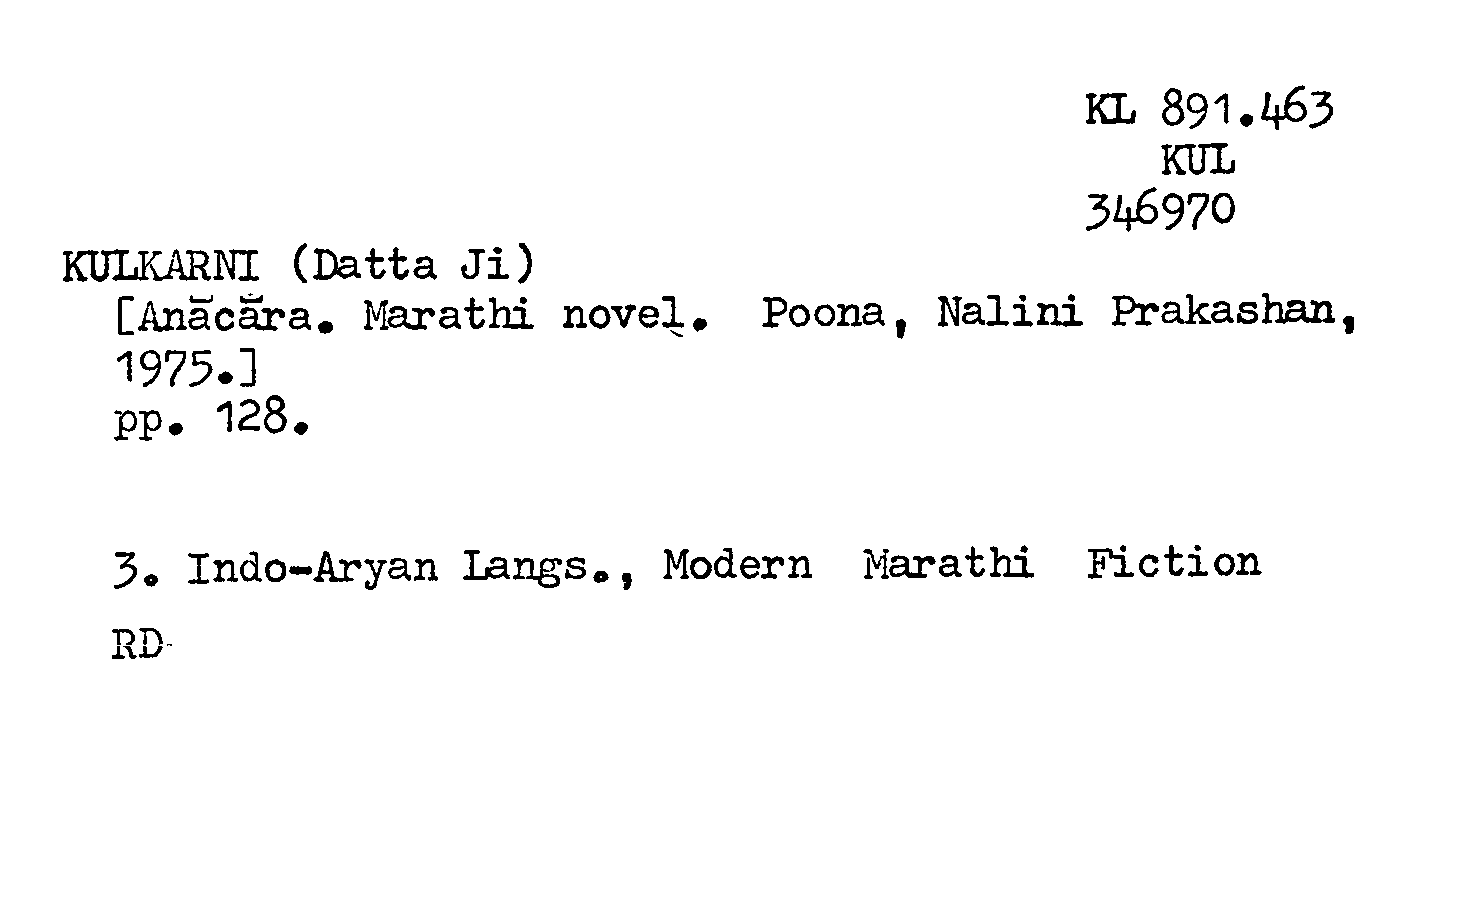 KL 891.463
KUL
346970
KULKARNI (Datta Ji)
[Anācāra. Marathi novel. Poona, Nalini Prakashan,
1975.]
pp. 128.
3. Indo-Aryan Langs., Modern Marathi Fiction
RD